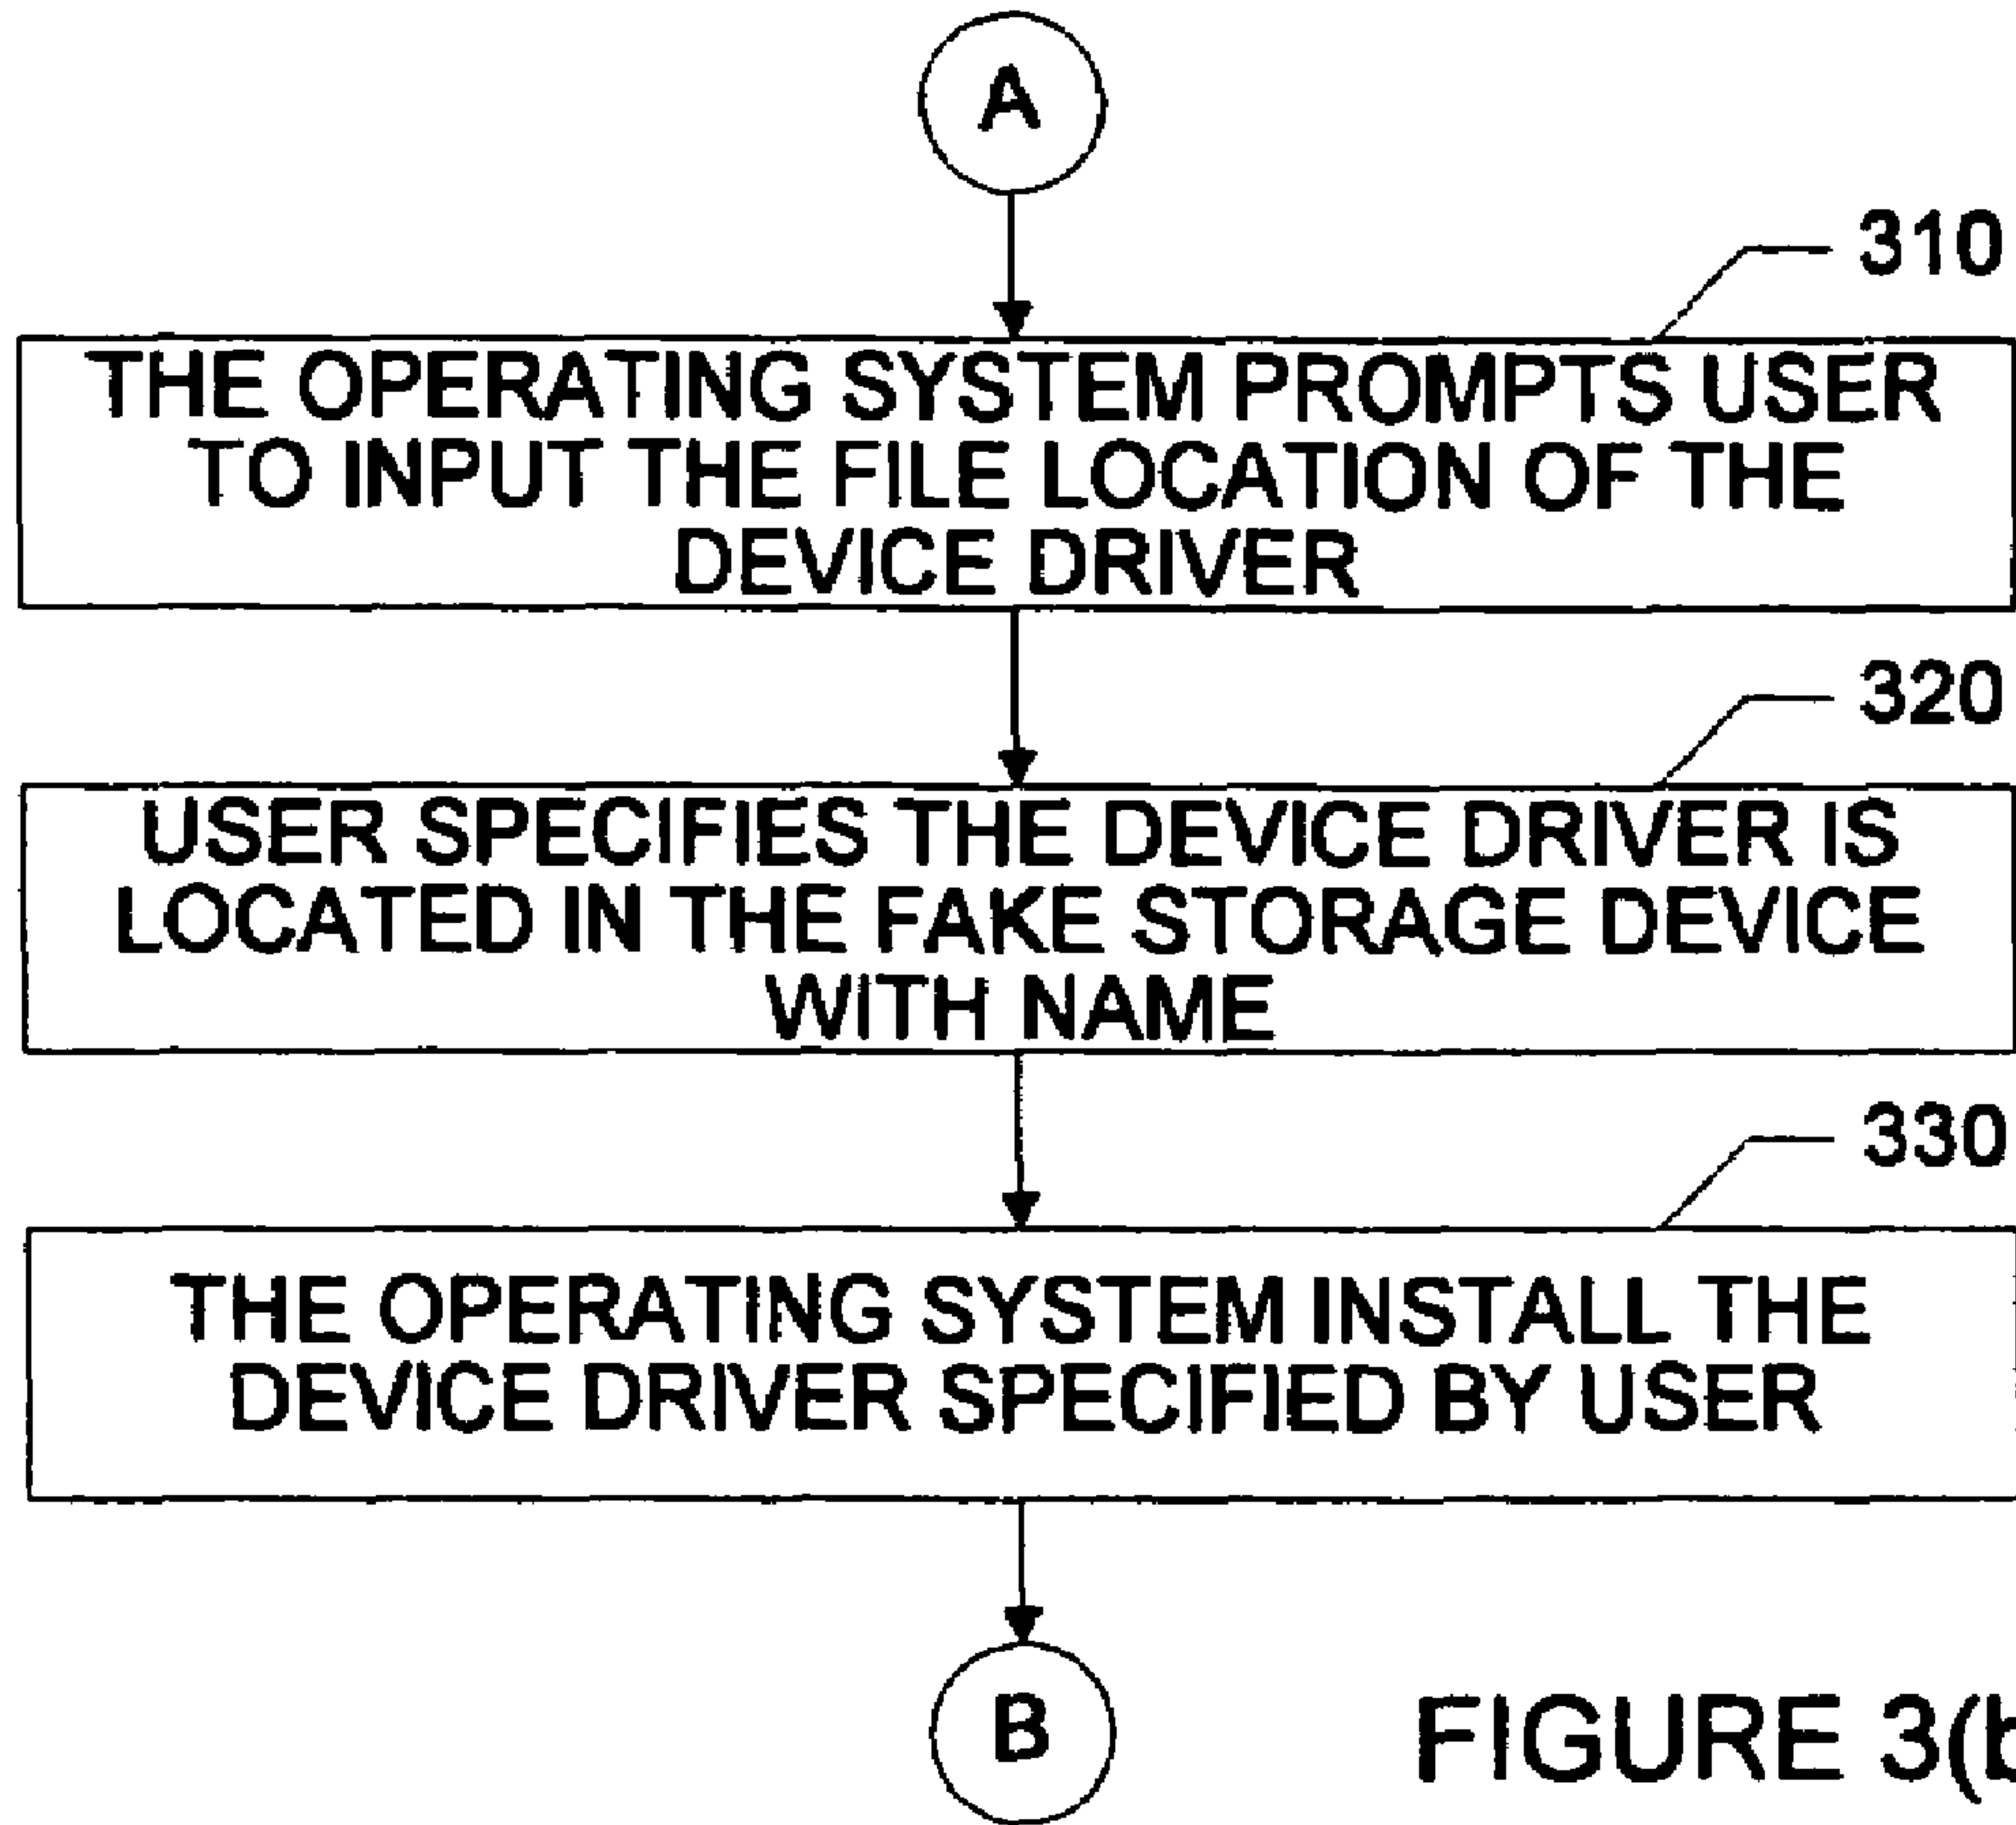 A
310
THE OPERATING SYSTEM PROMPTS USER
TO INPUT THE FILE LOCATION OF THE
DEVICE DRIVER
320
USER SPECIFIES THE DEVICE DRIVER IS
LOCATED IN THE FAKE STORAGE DEVICE
WITH NAME
330
THE OPERATING SYSTEM INSTALL THE
DEVICE DRIVER SPECIFIED BY USER
B
FIGURE 3(b